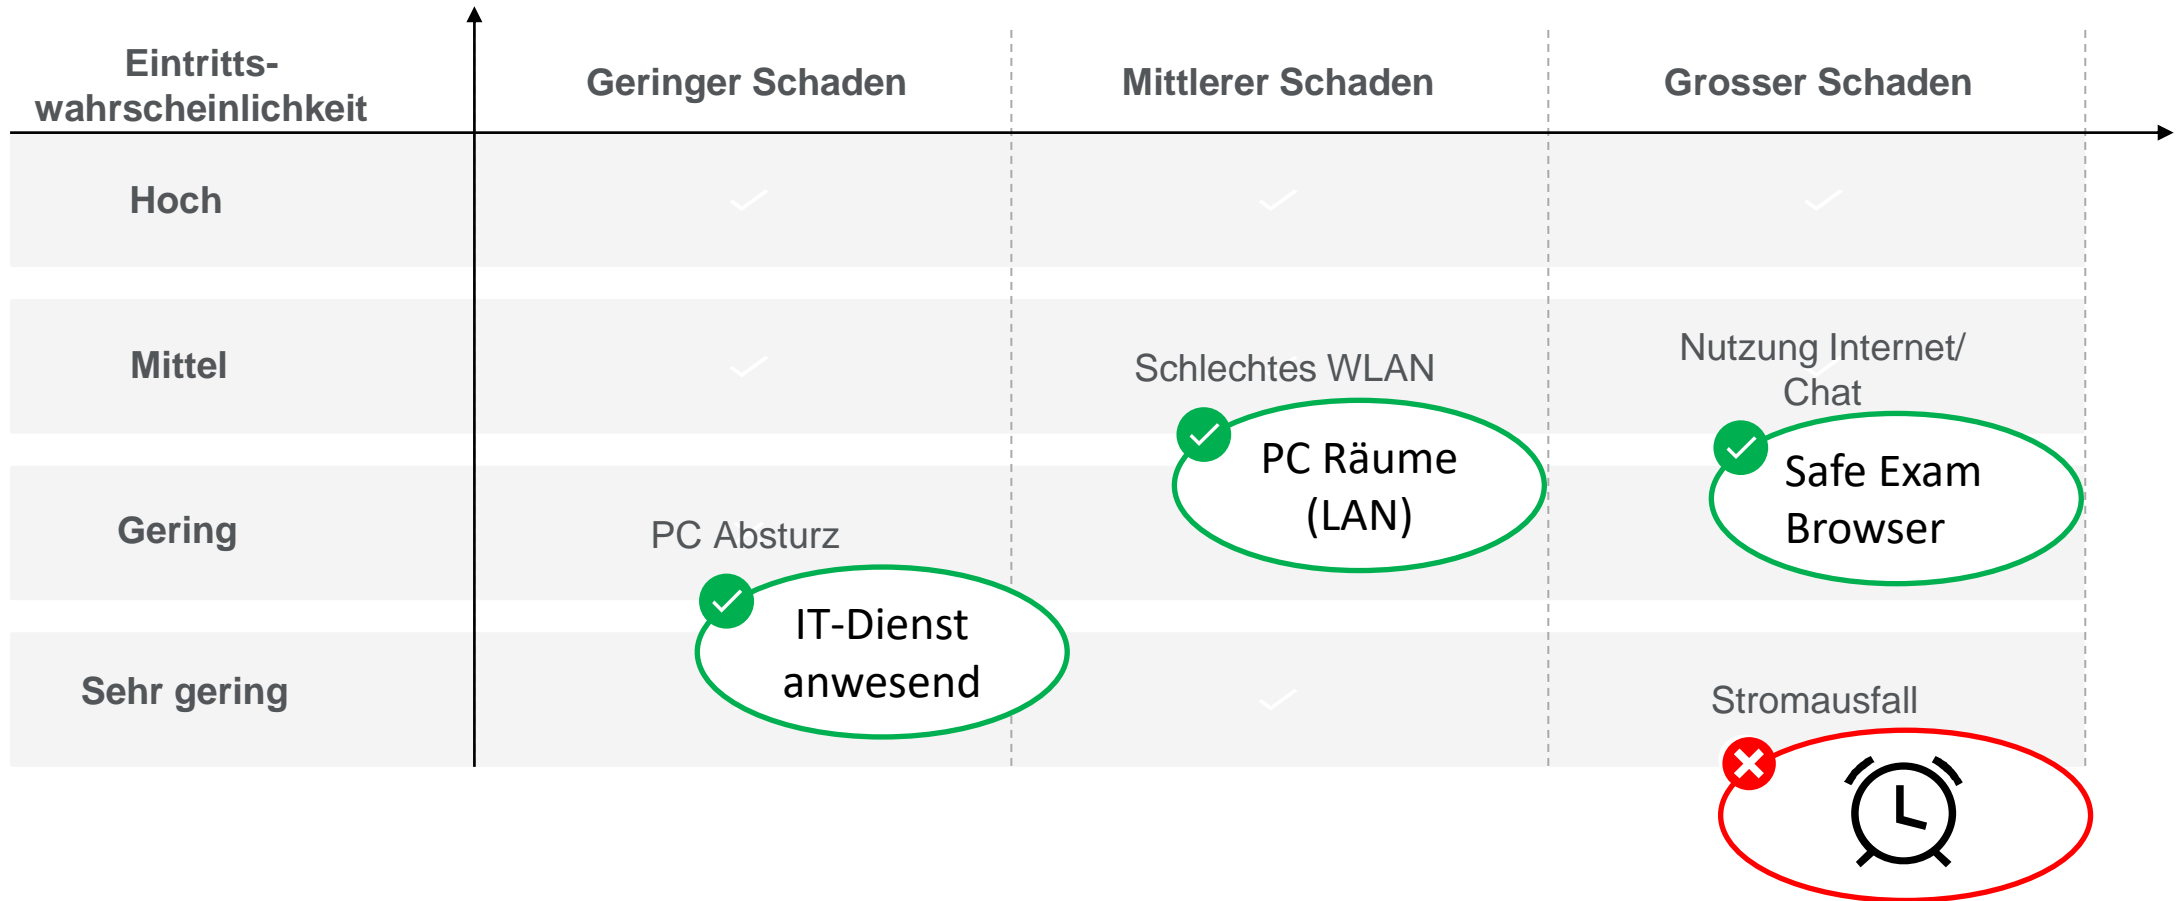 Eintritts-
wahrscheinlichkeit
Geringer Schaden
Mittlerer Schaden
Grosser Schaden
Hoch
Mittel
Schlechtes WLAN
Nutzung Internet/
Chat
PC Räume
(LAN)
Safe Exam
Browser
Gering
PC Absturz
IT-Dienst
anwesend
Sehr gering
Stromausfall